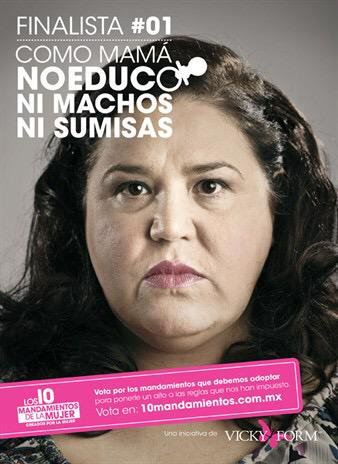 FINALISTA #01
COMO MAMÁ
NOEDUCO
NI MACHOS
NI SUMISAS
LOS 10
MANDAMIENTOS
DE LA MUJER
CREADOS POR LA MUJER
Vota por los mandamientos que debemos adoptar
para ponerle un alto a las reglas que nos han impuesto.
Vota en: 10mandamientos.com.mx
Una iniciativa de VICKY FORM